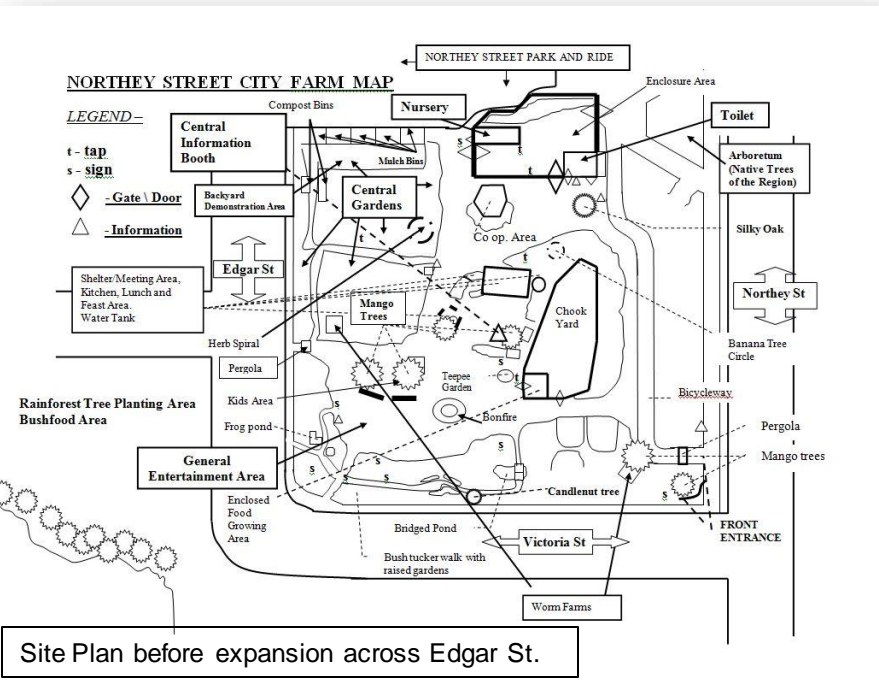 NORTHEY STREET PARK AND RIDE
NORTHEY STREET CITY FARM MAP
LEGEND –
t - tap
s - sign
- Gate \ Door
- Information
Compost Bins
Nursery
Enclosure Area
Toilet
Central
Information
Booth
Mulch Bins
Arboretum
(Native Trees
of the Region)
Backyard
Demonstration Area
Central
Gardens
s
t
t
Co op. Area
Silky Oak
t
t
Edgar St
Shelter/Meeting Area,
Kitchen, Lunch and
Feast Area.
Water Tank
Mango
Trees
Chook
Yard
Northey St
Herb Spiral
Banana Tree
Circle
Pergola
s
Teepee
Garden
t
Kids Area
Bicycleway
Rainforest Tree Planting Area
Bushfood Area
s
Bonfire
Frog pond
Pergola
s
Mango trees
General
Entertainment Area
s
s
s
s
Candlenut tree
s
Enclosed
Food
Growing
Area
Bridged Pond
FRONT
ENTRANCE
Victoria St
Bush tucker walk with
raised gardens
Worm Farms
Site Plan before expansion across Edgar St.